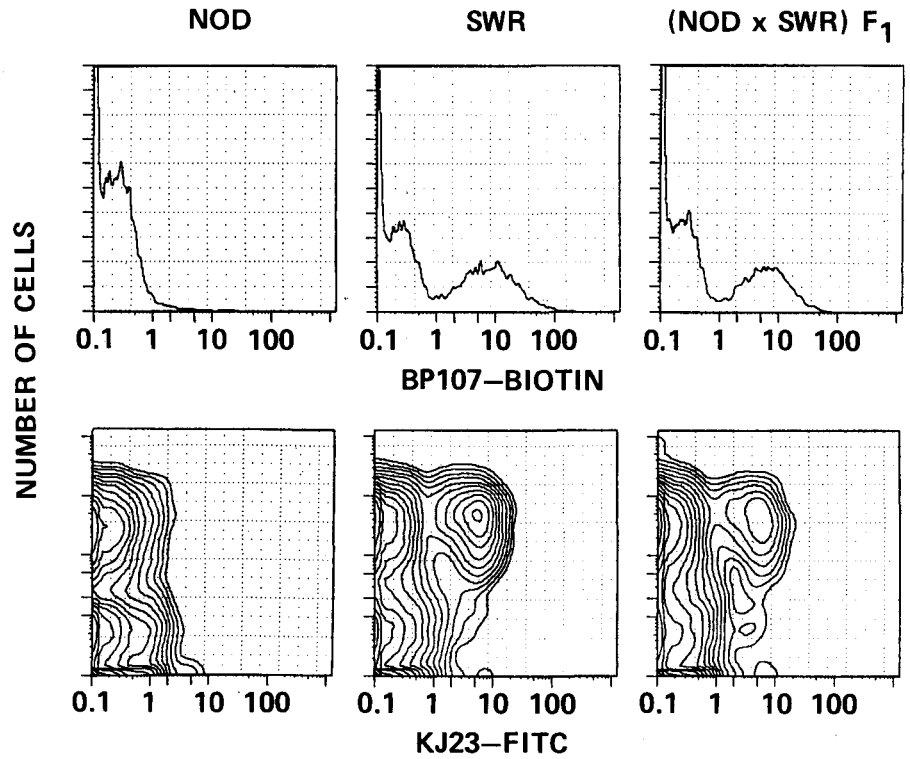 NOD SWR (NOD x SWR) F1
NUMBER OF CELLS
0.1 1 10 100 0.1 1 10 100 0.1 1 10 100
BP107–BIOTIN
0.1 1 10 100 0.1 1 10 100 0.1 1 10 100
KJ23–FITC